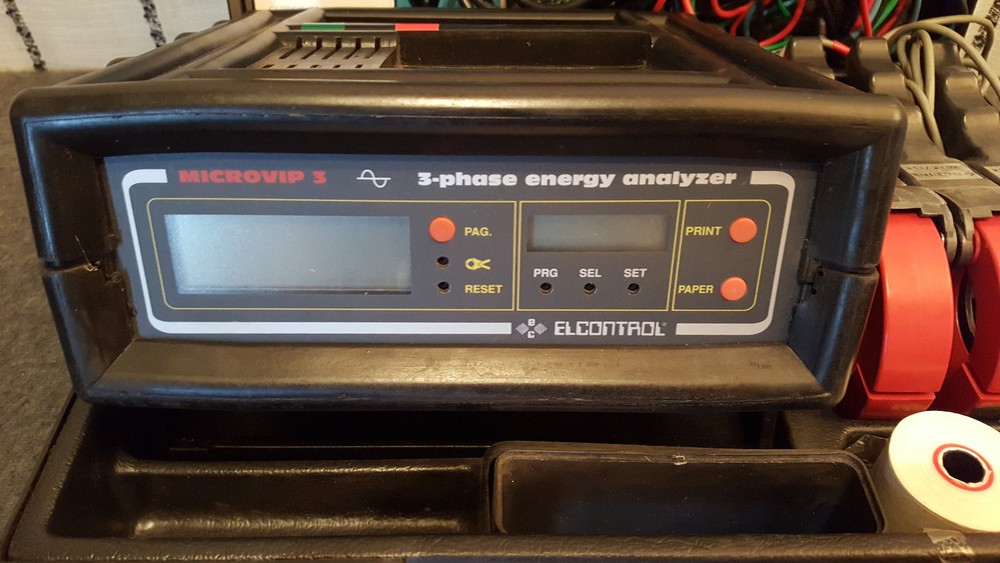 MICROVIP 3 3-phase energy analyzer
PAG.
RESET
PRG SEL SET
PRINT
PAPER
e
c
ELCONTROL